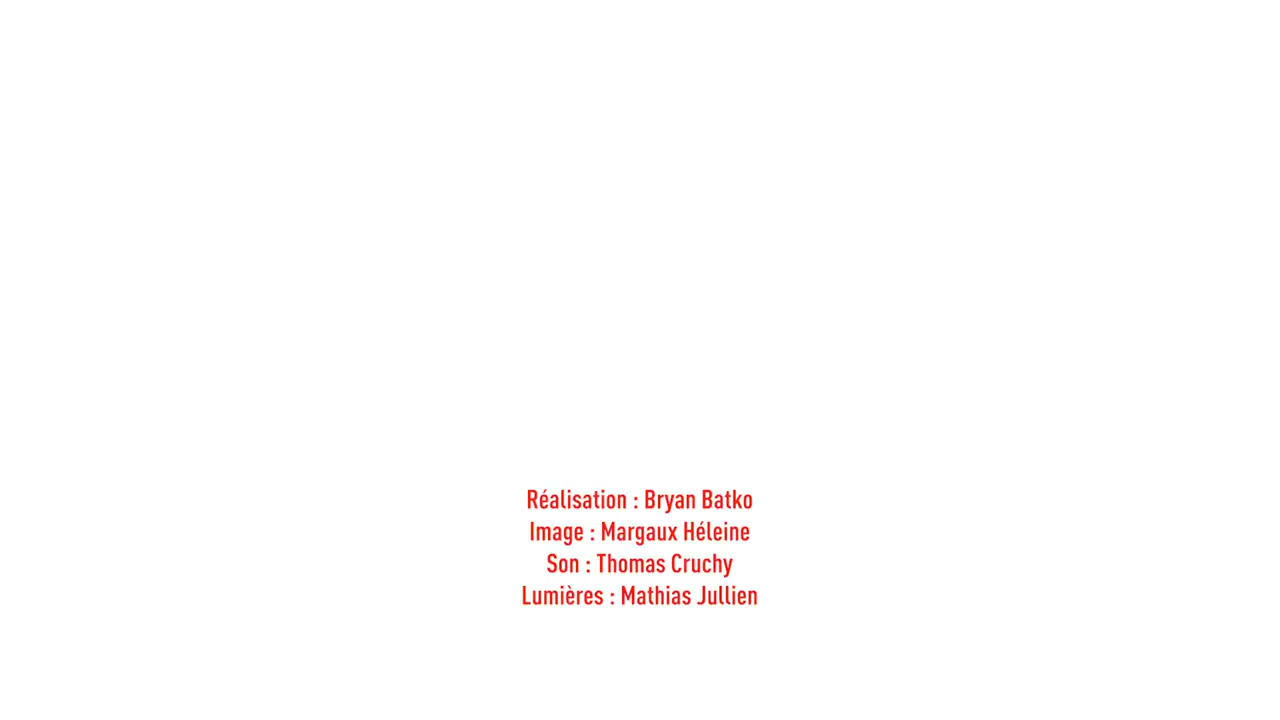 Réalisation : Bryan Batko
Image : Margaux Héleine
Son : Thomas Cruchy
Lumières : Mathias Jullien